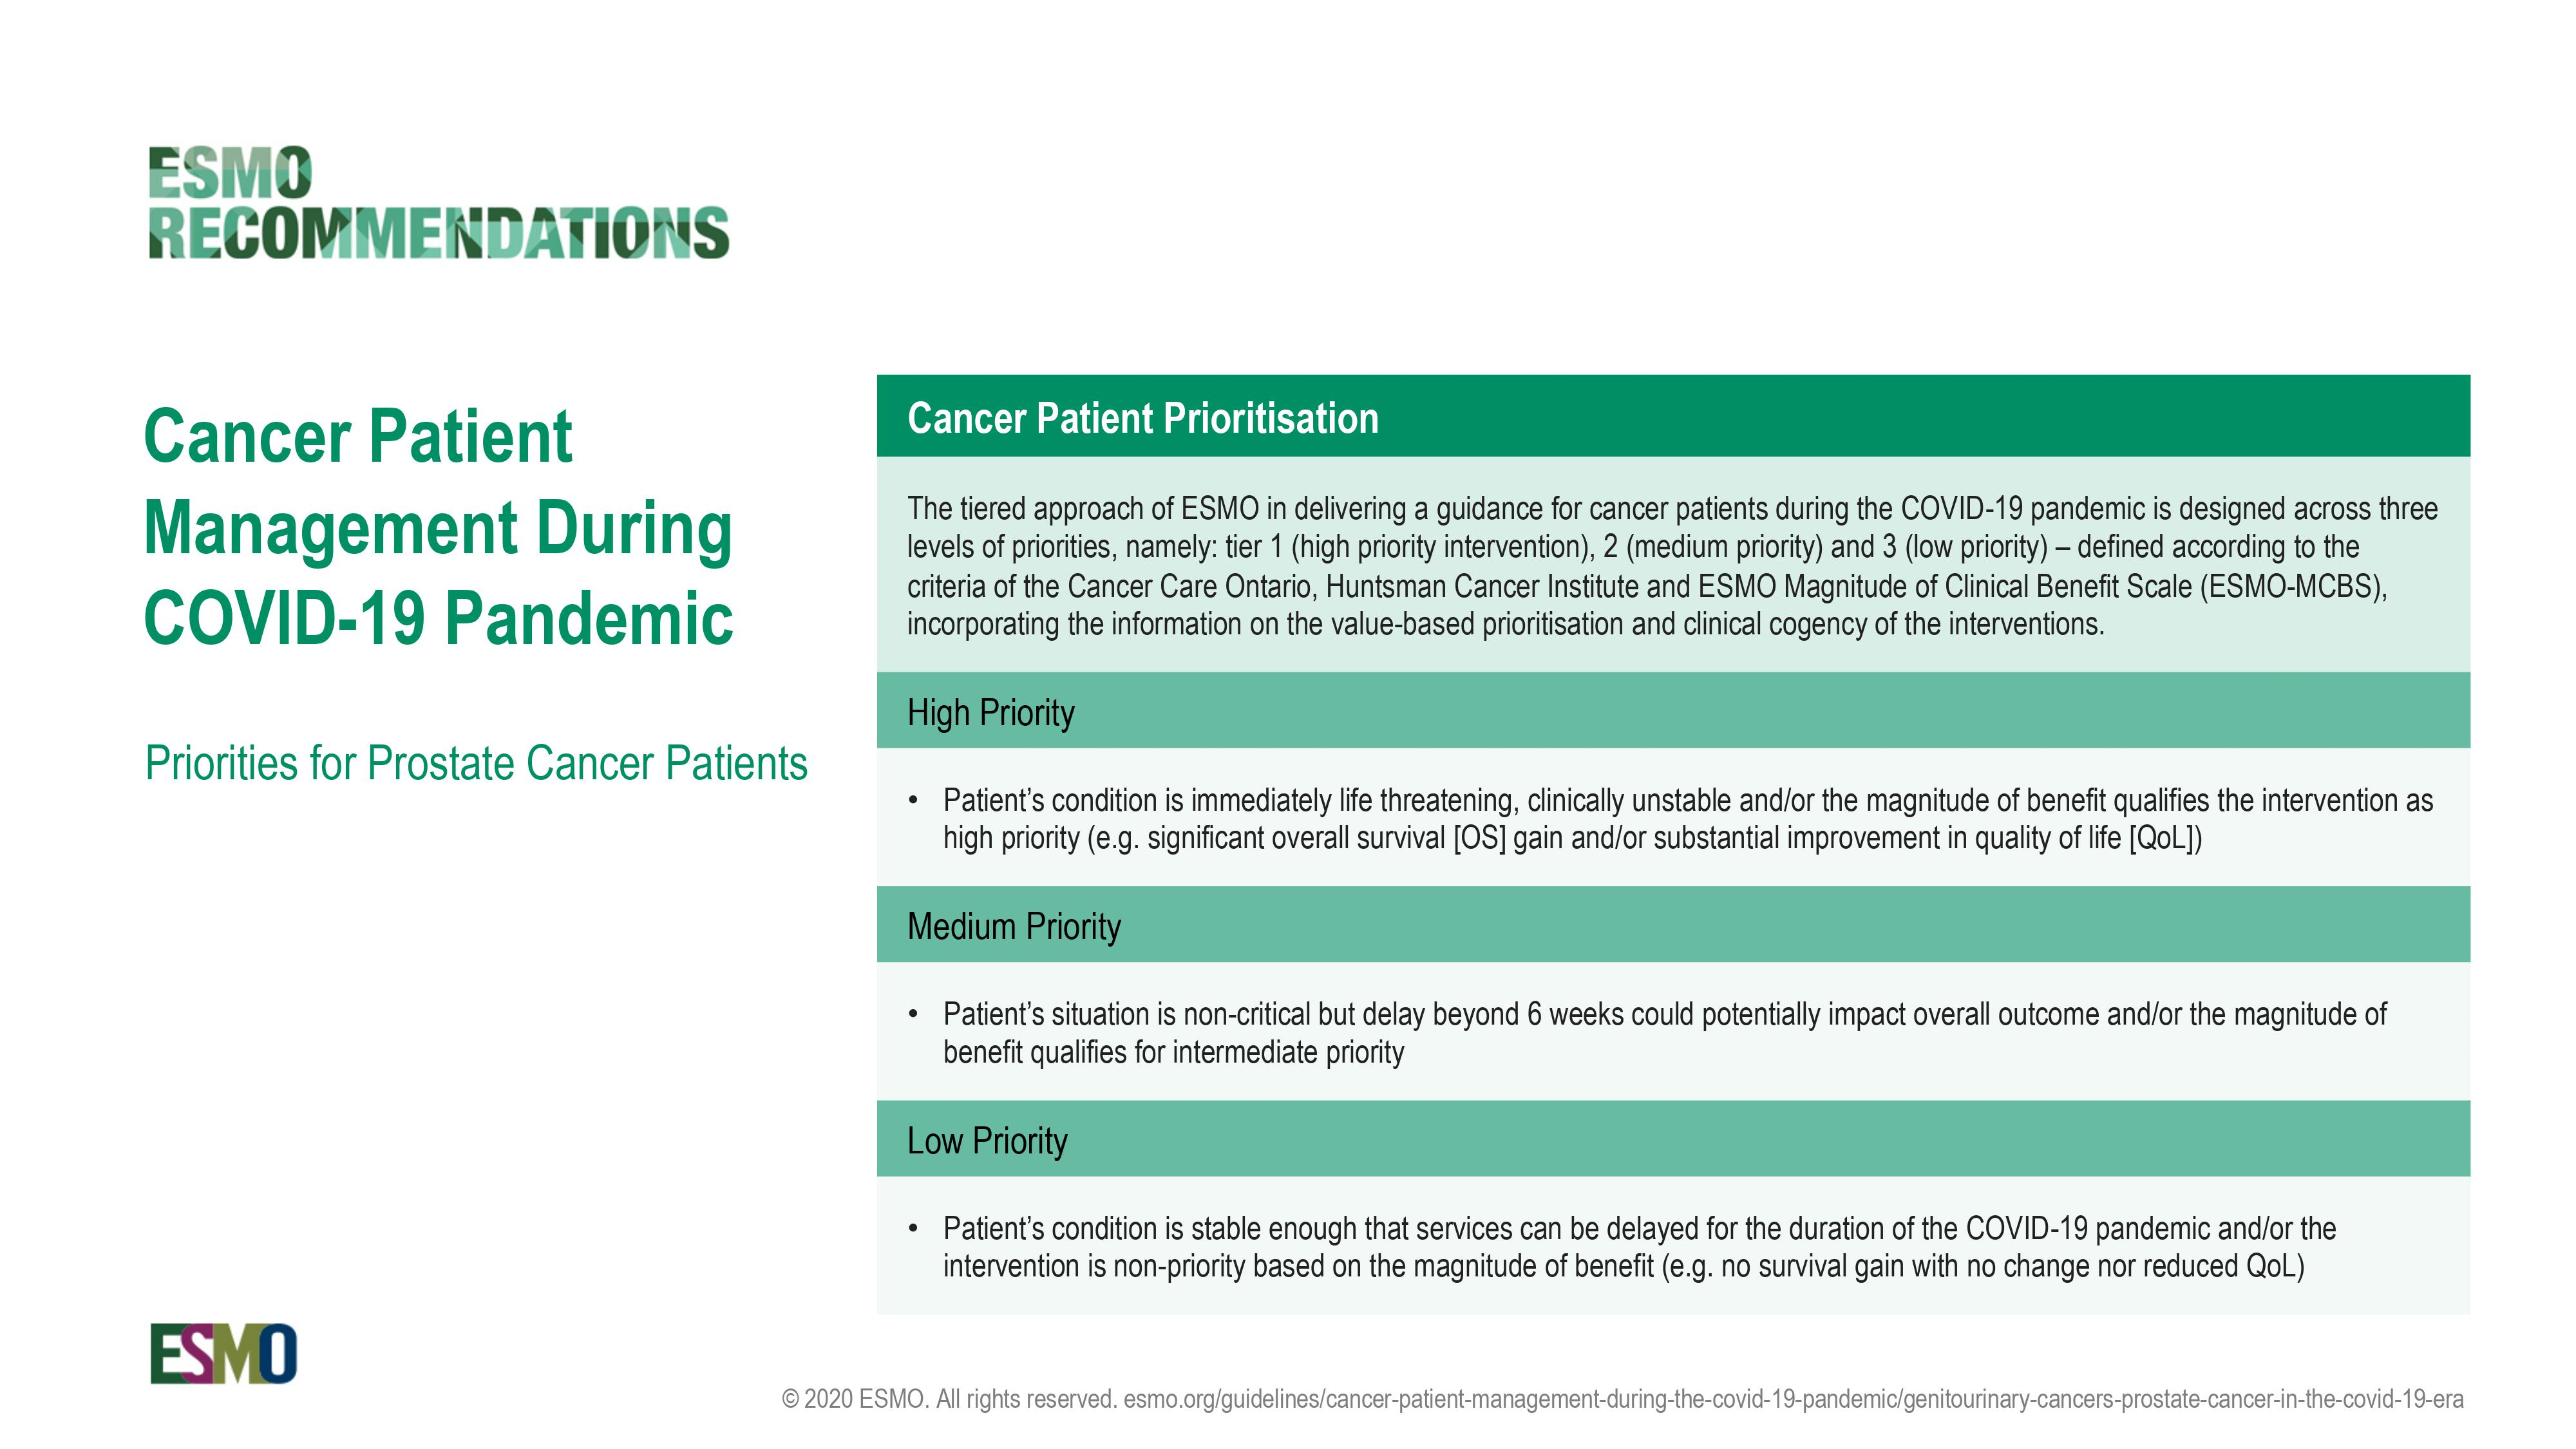 ESMO
RECOMMENDATIONS
Cancer Patient
Management During
COVID-19 Pandemic
Priorities for Prostate Cancer Patients
Cancer Patient Prioritisation
The tiered approach of ESMO in delivering a guidance for cancer patients during the COVID-19 pandemic is designed across three
levels of priorities, namely: tier 1 (high priority intervention), 2 (medium priority) and 3 (low priority) – defined according to the
criteria of the Cancer Care Ontario, Huntsman Cancer Institute and ESMO Magnitude of Clinical Benefit Scale (ESMO-MCBS),
incorporating the information on the value-based prioritisation and clinical cogency of the interventions.
High Priority
• Patient’s condition is immediately life threatening, clinically unstable and/or the magnitude of benefit qualifies the intervention as
high priority (e.g. significant overall survival [OS] gain and/or substantial improvement in quality of life [QoL])
Medium Priority
• Patient’s situation is non-critical but delay beyond 6 weeks could potentially impact overall outcome and/or the magnitude of
benefit qualifies for intermediate priority
Low Priority
• Patient’s condition is stable enough that services can be delayed for the duration of the COVID-19 pandemic and/or the
intervention is non-priority based on the magnitude of benefit (e.g. no survival gain with no change nor reduced QoL)
ESMO
© 2020 ESMO. All rights reserved. esmo.org/guidelines/cancer-patient-management-during-the-covid-19-pandemic/genitourinary-cancers-prostate-cancer-in-the-covid-19-era